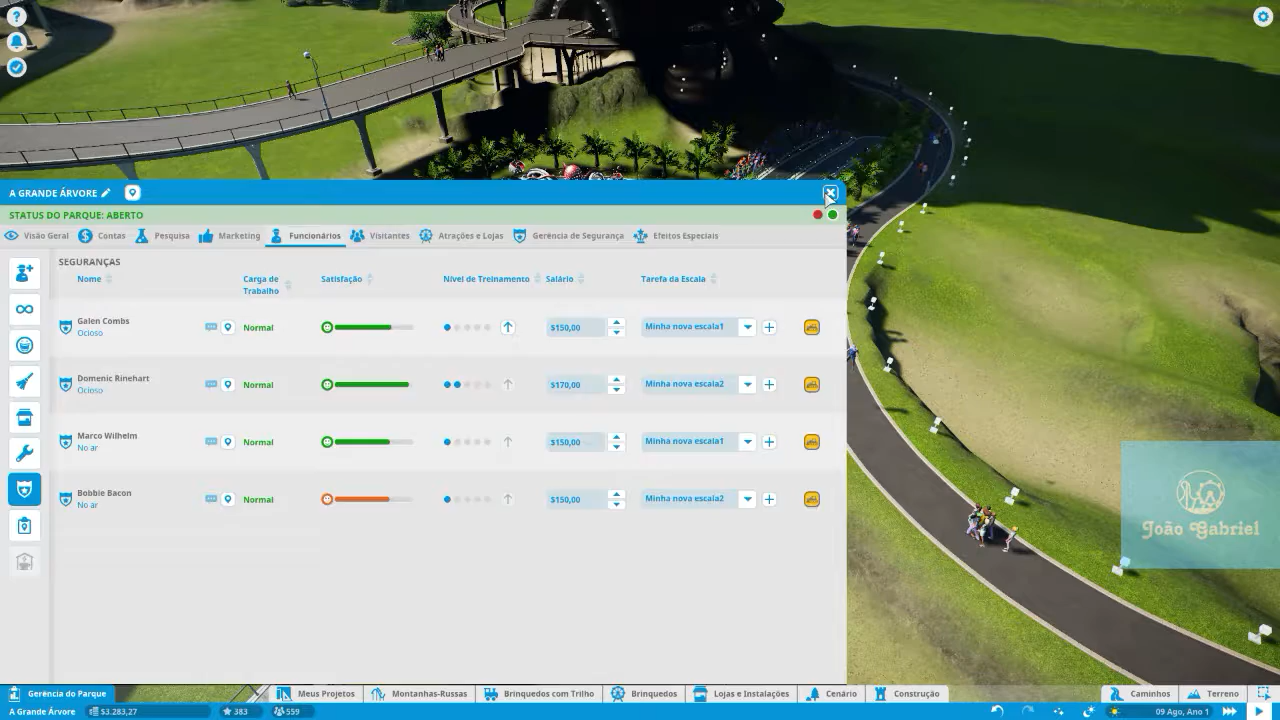 A GRANDE ÁRVORE
STATUS DO PARQUE: ABERTO
Visão Geral Contas Pesquisa Marketing Funcionários Visitantes Atrações e Lojas Gerência de Segurança Efeitos Especiais
SEGURANÇAS
Nome Carga de Trabalho Satisfação Nível de Treinamento Salário Tarefa da Escala
Galen Combs Normal $150,00 Minha nova escala1
Ocioso
Domenic Rinehart Normal $170,00 Minha nova escala2
Ocioso
Marco Wilhelm Normal $150,00 Minha nova escala1
No ar
Bobbie Bacon Normal $150,00 Minha nova escala2
No ar
João Gabriel
Gerência do Parque Meus Projetos Montanhas-Russas Brinquedos com Trilho Brinquedos Lojas e Instalações Cenário Construção Caminhos Terreno
A Grande Árvore $3.283,27 383 559 09 Ago, Ano 1